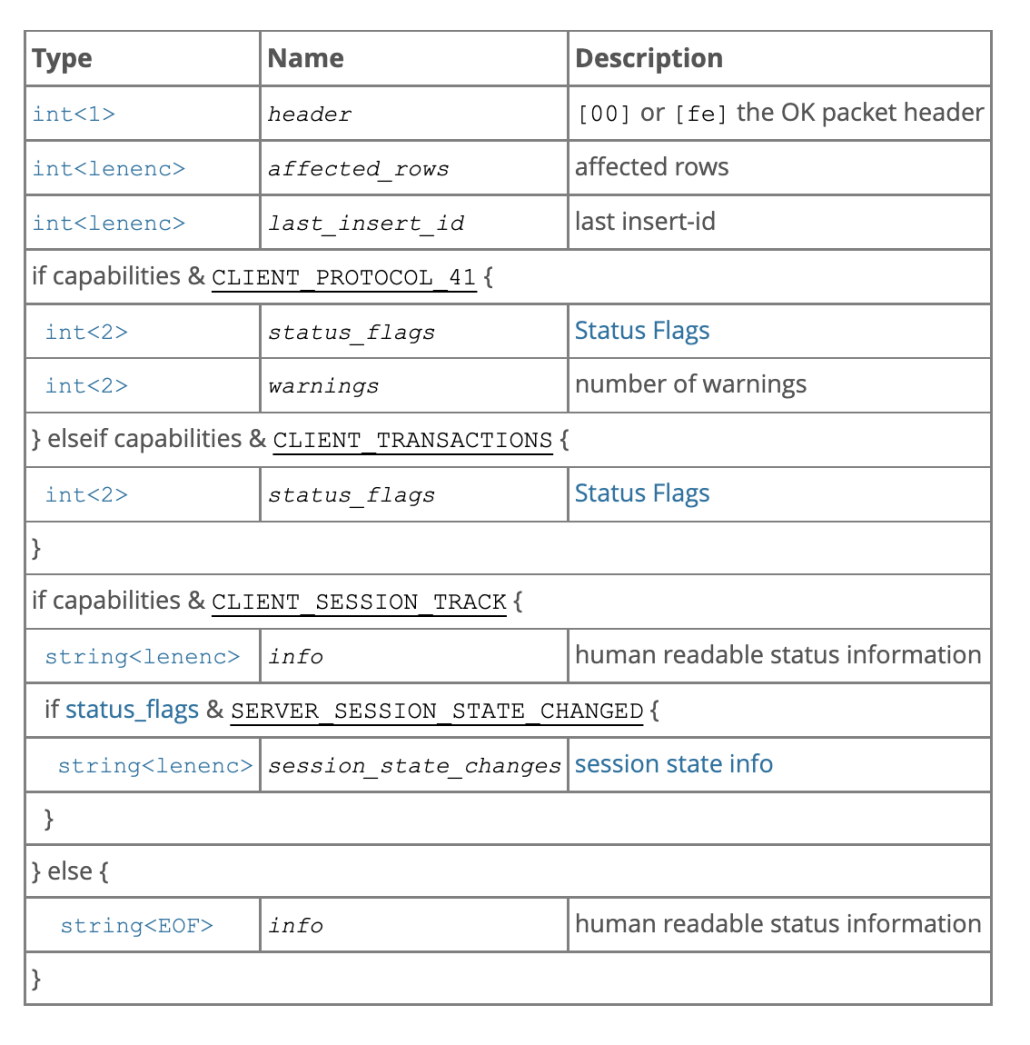 Type Name Description
int<1> header [00] or [fe] the OK packet header
int<lenenc> affected_rows affected rows
int<lenenc> last_insert_id last insert-id
if capabilities & CLIENT_PROTOCOL_41 {
int<2> status_flags Status Flags
int<2> warnings number of warnings
} elseif capabilities & CLIENT_TRANSACTIONS {
int<2> status_flags Status Flags
}
if capabilities & CLIENT_SESSION_TRACK {
string<lenenc> info human readable status information
if status_flags & SERVER_SESSION_STATE_CHANGED {
string<lenenc> session_state_changes session state info
}
} else {
string<EOF> info human readable status information
}